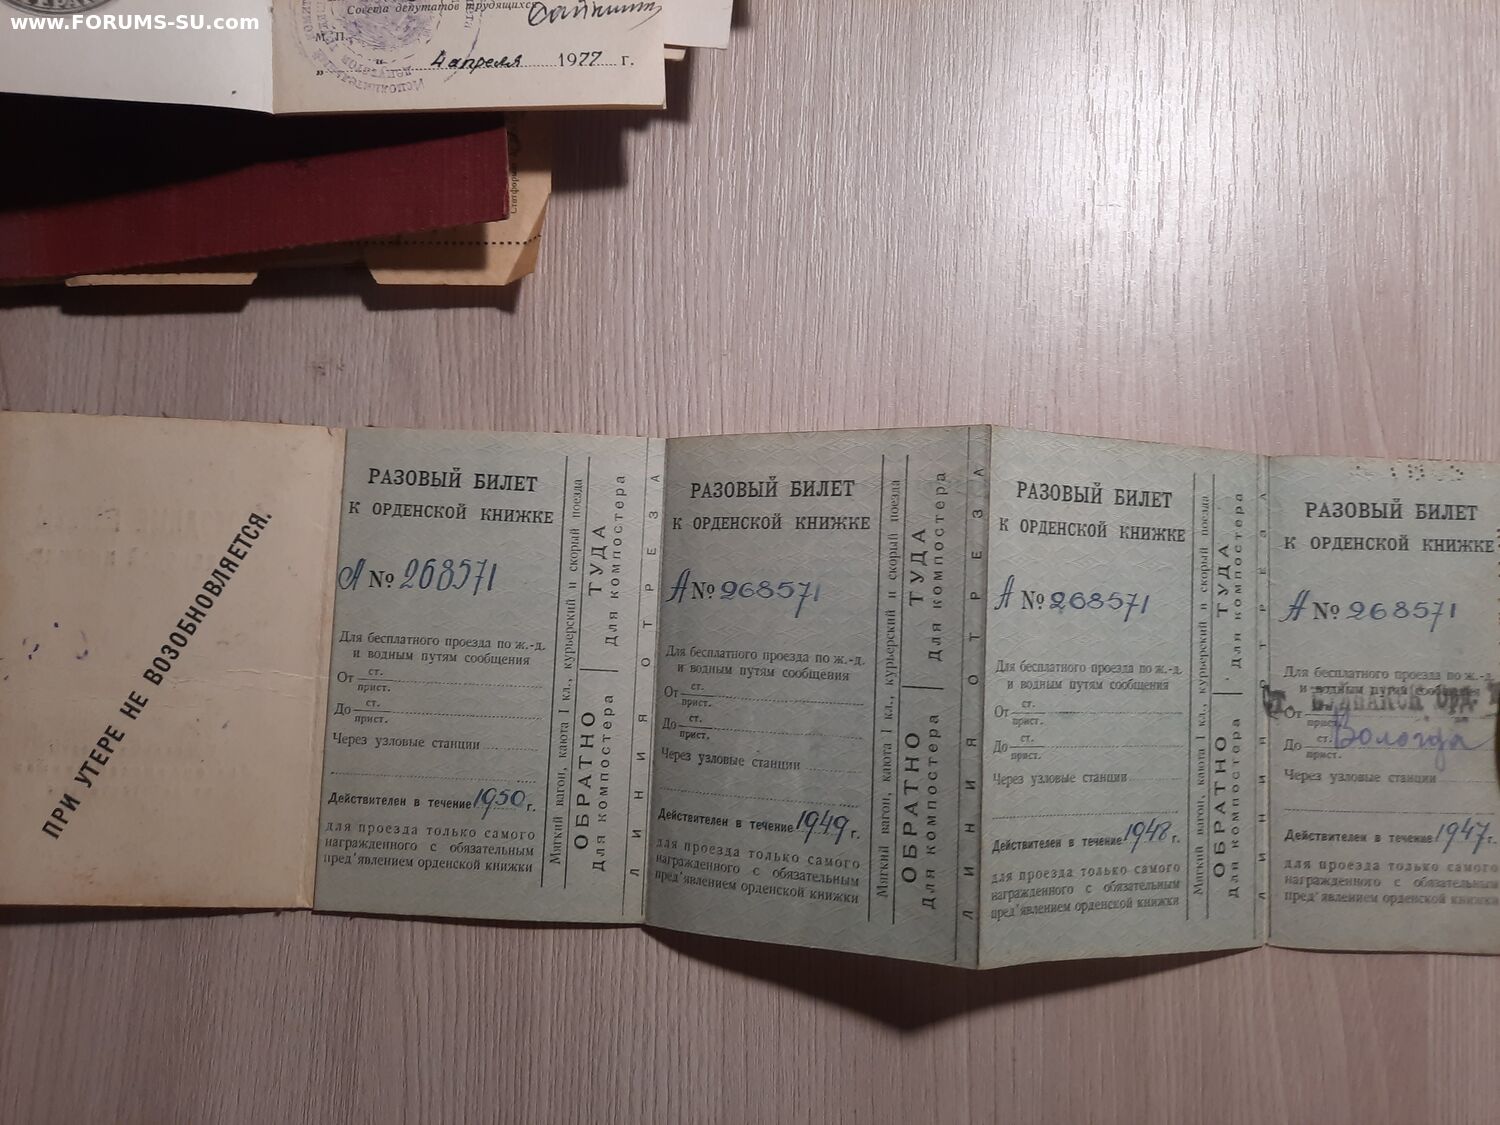 www.FORUMS-SU.com
Совета депутатов трудящихся
М. П.
" 4 апреля 1977 г.
ПРИ УТЕРЕ НЕ ВОЗОБНОВЛЯЕТСЯ.
РАЗОВЫЙ БИЛЕТ
К ОРДЕНСКОЙ КНИЖКЕ
А № 268571
Для бесплатного проезда по ж.-д.
и водным путям сообщения
От ст.
прист.
До ст.
прист.
Через узловые станции
Действителен в течение 1950 г.
для проезда только самого
награжденного с обязательным
пред'явлением орденской книжки
Мягкий вагон, каюта I кл., курьерский и скорый поезда
ОБРАТНО ТУДА
Для компостера Для компостера
ЛИНИЯ ОТРЕЗА
РАЗОВЫЙ БИЛЕТ
К ОРДЕНСКОЙ КНИЖКЕ
А № 268571
Для бесплатного проезда по ж.-д.
и водным путям сообщения
От ст.
прист.
До ст.
прист.
Через узловые станции
Действителен в течение 1949 г.
для проезда только самого
награжденного с обязательным
пред'явлением орденской книжки
Мягкий вагон, каюта I кл., курьерский и скорый поезда
ОБРАТНО ТУДА
Для компостера Для компостера
ЛИНИЯ ОТРЕЗА
РАЗОВЫЙ БИЛЕТ
К ОРДЕНСКОЙ КНИЖКЕ
А № 268571
Для бесплатного проезда по ж.-д.
и водным путям сообщения
От ст.
прист.
До ст.
прист.
Через узловые станции
Действителен в течение 1948 г.
для проезда только самого
награжденного с обязательным
пред'явлением орденской книжки
Мягкий вагон, каюта I кл., курьерский и скорый поезда
ОБРАТНО ТУДА
Для компостера Для компостера
ЛИНИЯ ОТРЕЗА
РАЗОВЫЙ БИЛЕТ
К ОРДЕНСКОЙ КНИЖКЕ
А № 268571
Для бесплатного проезда по ж.-д.
и водным путям сообщения
От
прист.
До ст. Вологда
прист.
Через узловые станции
Действителен в течение 1947 г.
для проезда только самого
награжденного с обязательным
пред'явлением орденской книжки